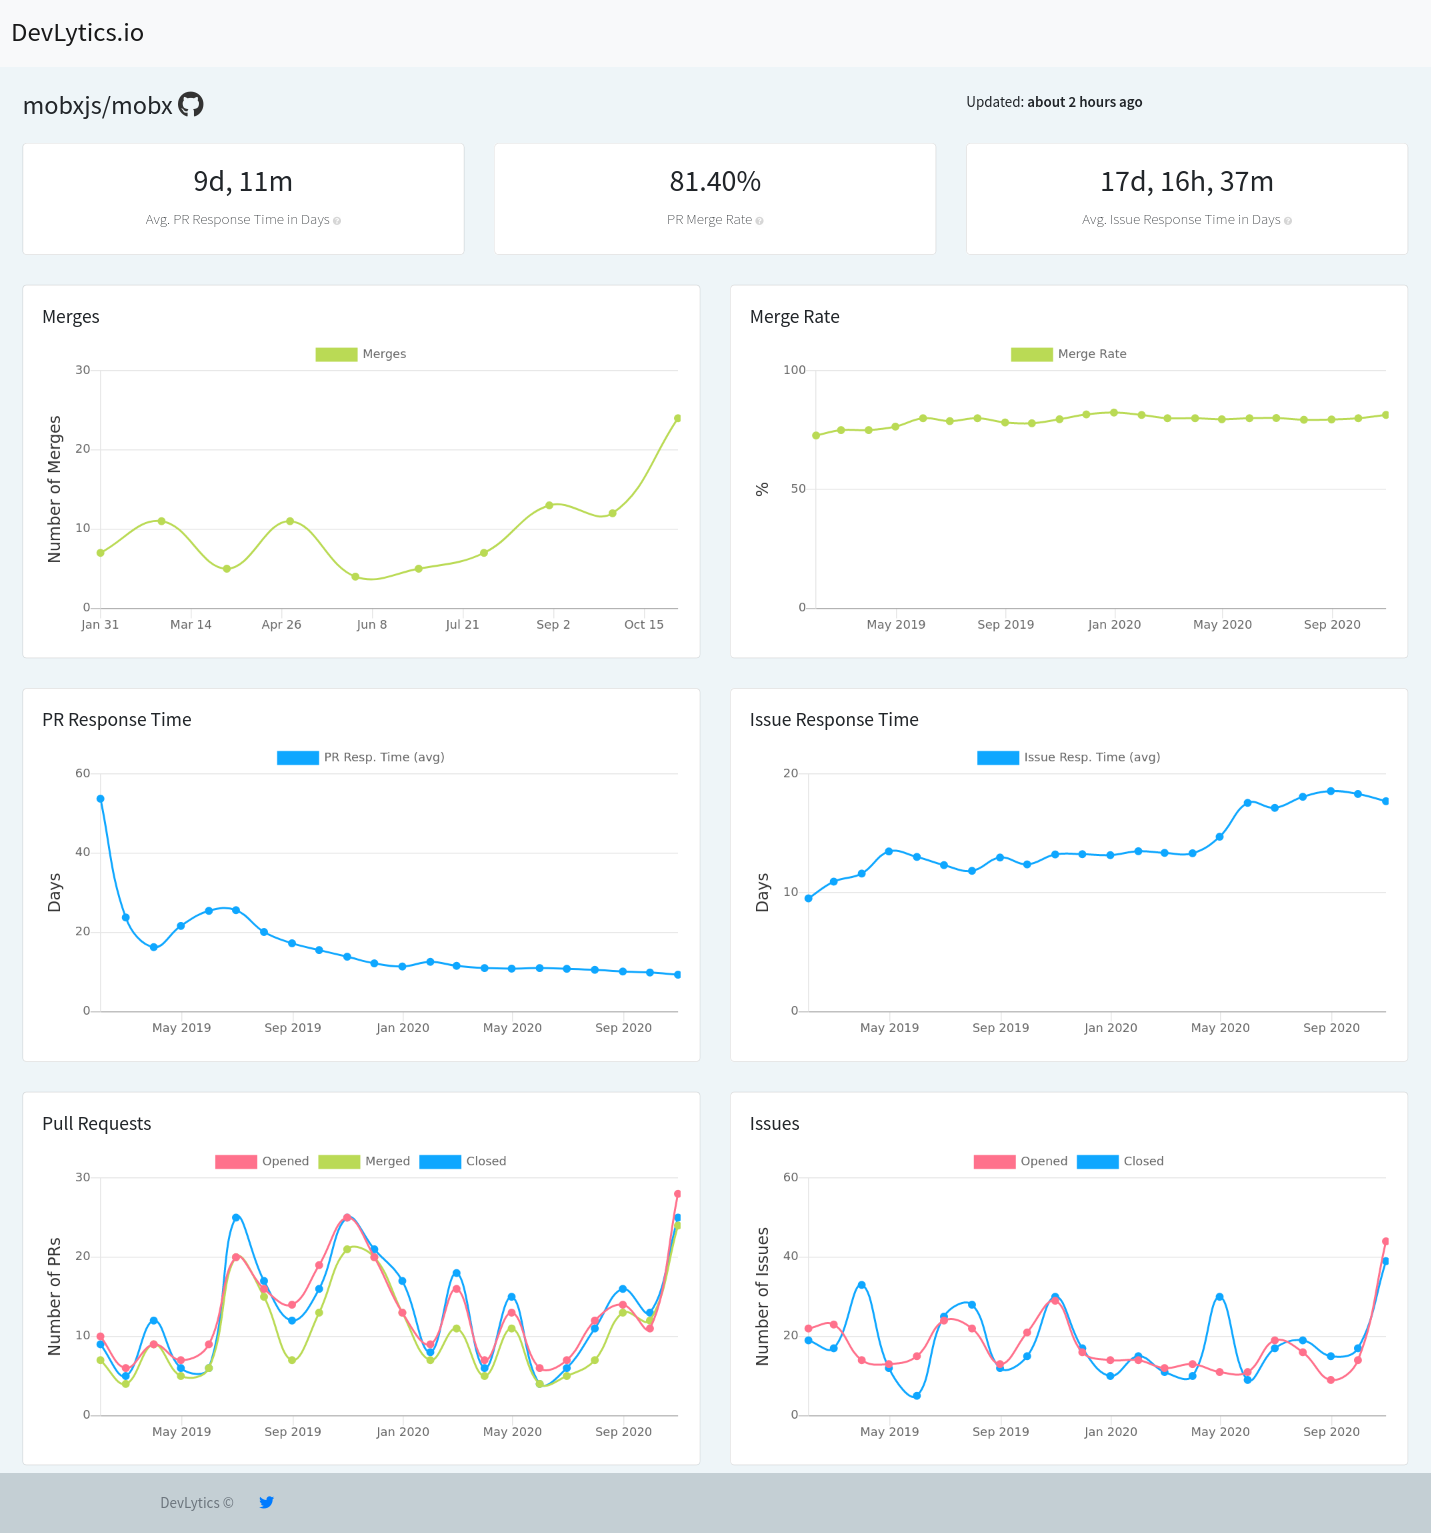 DevLytics.io
mobxjs/mobx
Updated: about 2 hours ago
9d, 11m
Avg. PR Response Time in Days ?
81.40%
PR Merge Rate ?
17d, 16h, 37m
Avg. Issue Response Time in Days ?
Merges
Merges
Number of Merges
30
20
10
0
Jan 31 Mar 14 Apr 26 Jun 8 Jul 21 Sep 2 Oct 15
Merge Rate
Merge Rate
%
100
50
0
May 2019 Sep 2019 Jan 2020 May 2020 Sep 2020
PR Response Time
PR Resp. Time (avg)
Days
60
40
20
0
May 2019 Sep 2019 Jan 2020 May 2020 Sep 2020
Issue Response Time
Issue Resp. Time (avg)
Days
20
10
0
May 2019 Sep 2019 Jan 2020 May 2020 Sep 2020
Pull Requests
Opened Merged Closed
Number of PRs
30
20
10
0
May 2019 Sep 2019 Jan 2020 May 2020 Sep 2020
Issues
Opened Closed
Number of Issues
60
40
20
0
May 2019 Sep 2019 Jan 2020 May 2020 Sep 2020
DevLytics ©